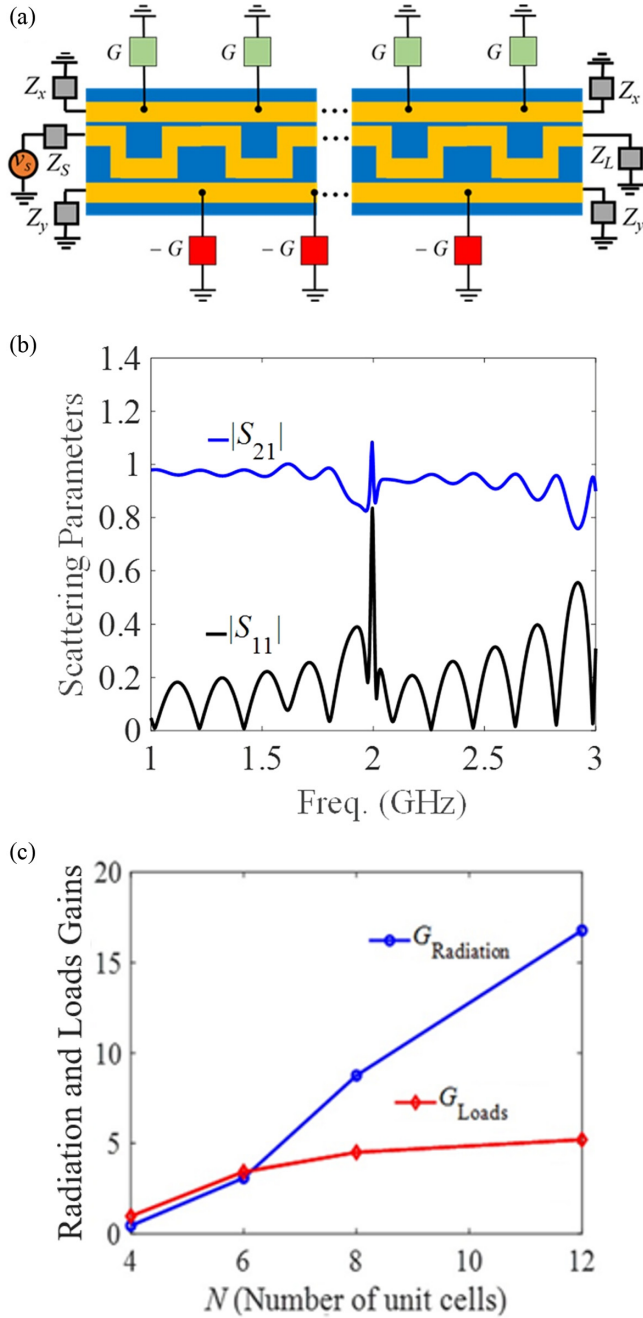 (a)
G G G G
Z_x Z_x
v_s Z_S ... Z_L
Z_y ... Z_y
– G – G – G
(b)
1.4
1.2
1
0.8
0.6
0.4
0.2
0
Scattering Parameters
|S_21|
|S_11|
1 1.5 2 2.5 3
Freq. (GHz)
(c)
20
15
10
5
0
Radiation and Loads Gains
G_Radiation
G_Loads
4 6 8 10 12
N (Number of unit cells)